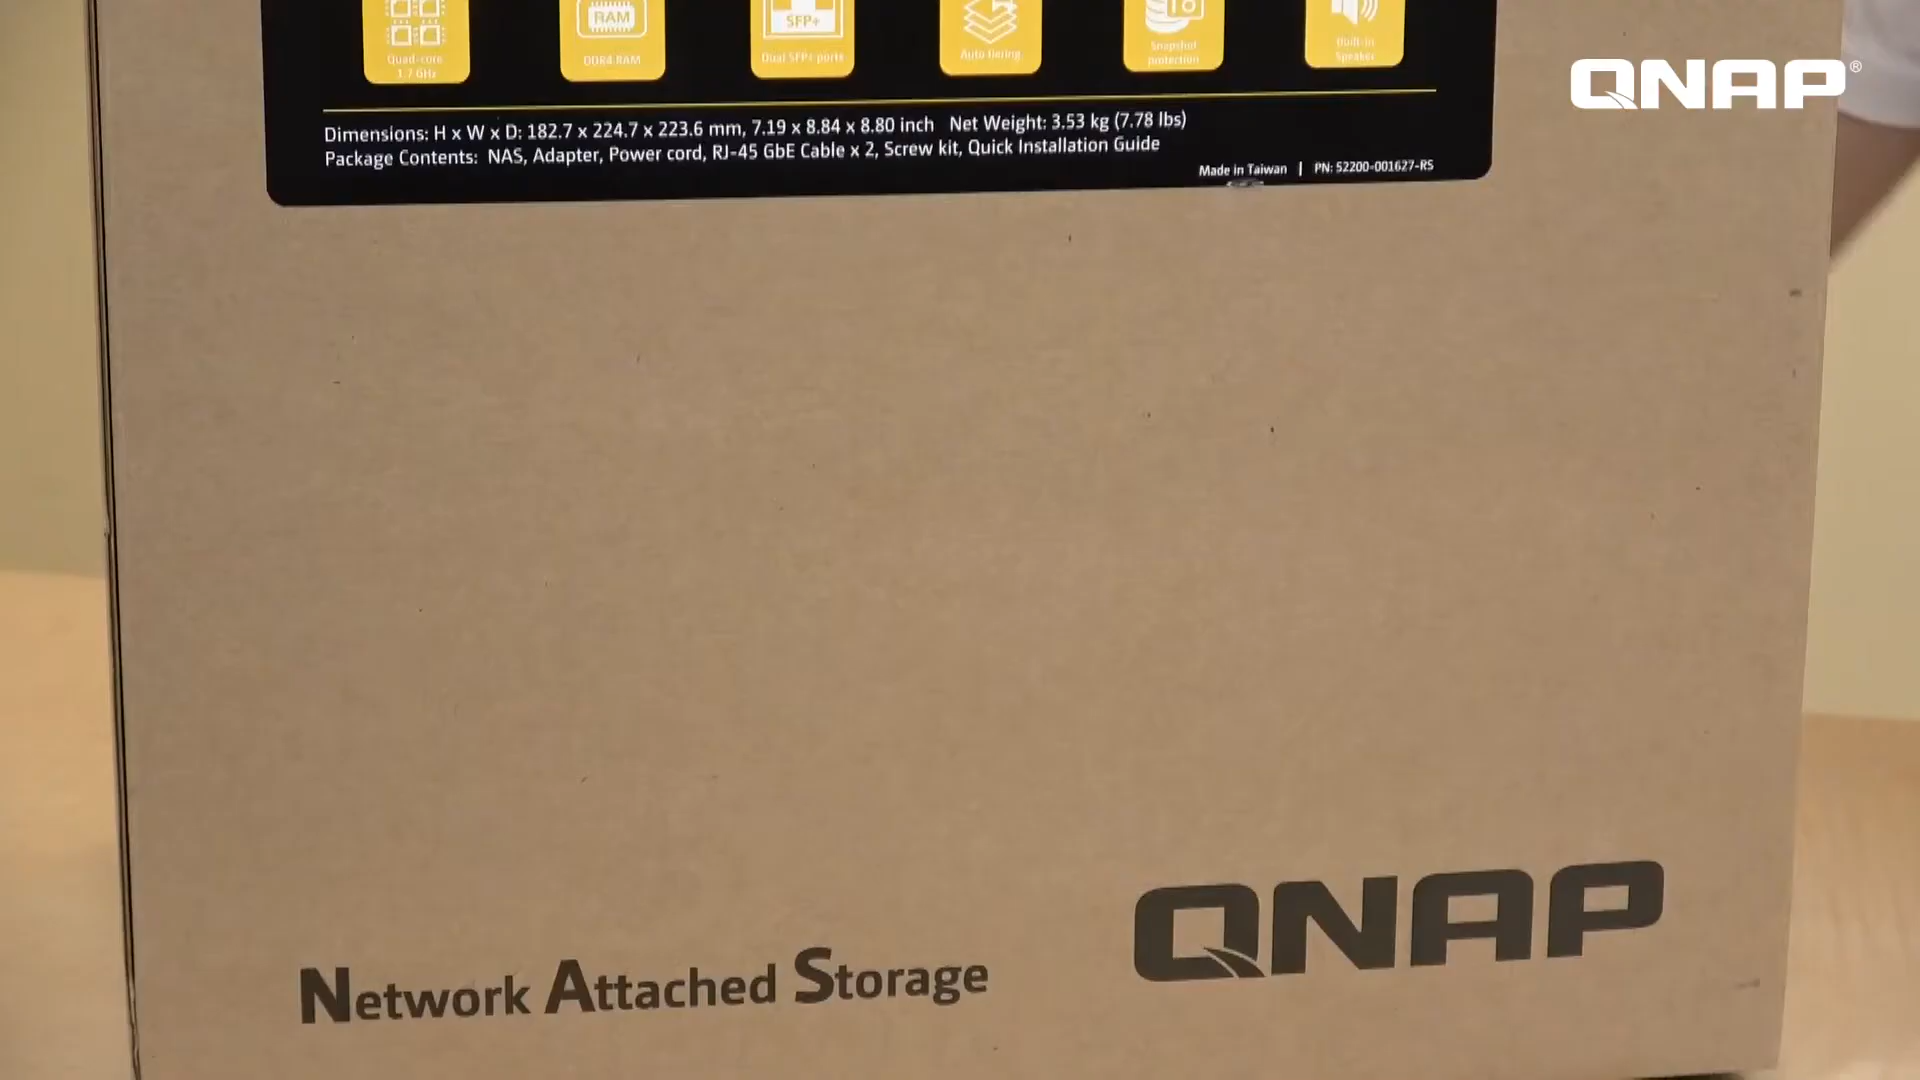 Quad-core
1.7 GHz
RAM
DDR4 RAM
SFP+
Dual SFP+ ports
Auto tiering
Snapshot
protection
Built-in
Speaker
QNAP®
Dimensions: H x W x D: 182.7 x 224.7 x 223.6 mm, 7.19 x 8.84 x 8.80 inch Net Weight: 3.53 kg (7.78 lbs)
Package Contents: NAS, Adapter, Power cord, RJ-45 GbE Cable x 2, Screw kit, Quick Installation Guide
Made in Taiwan | PN: 52200-001627-RS
Network Attached Storage
QNAP